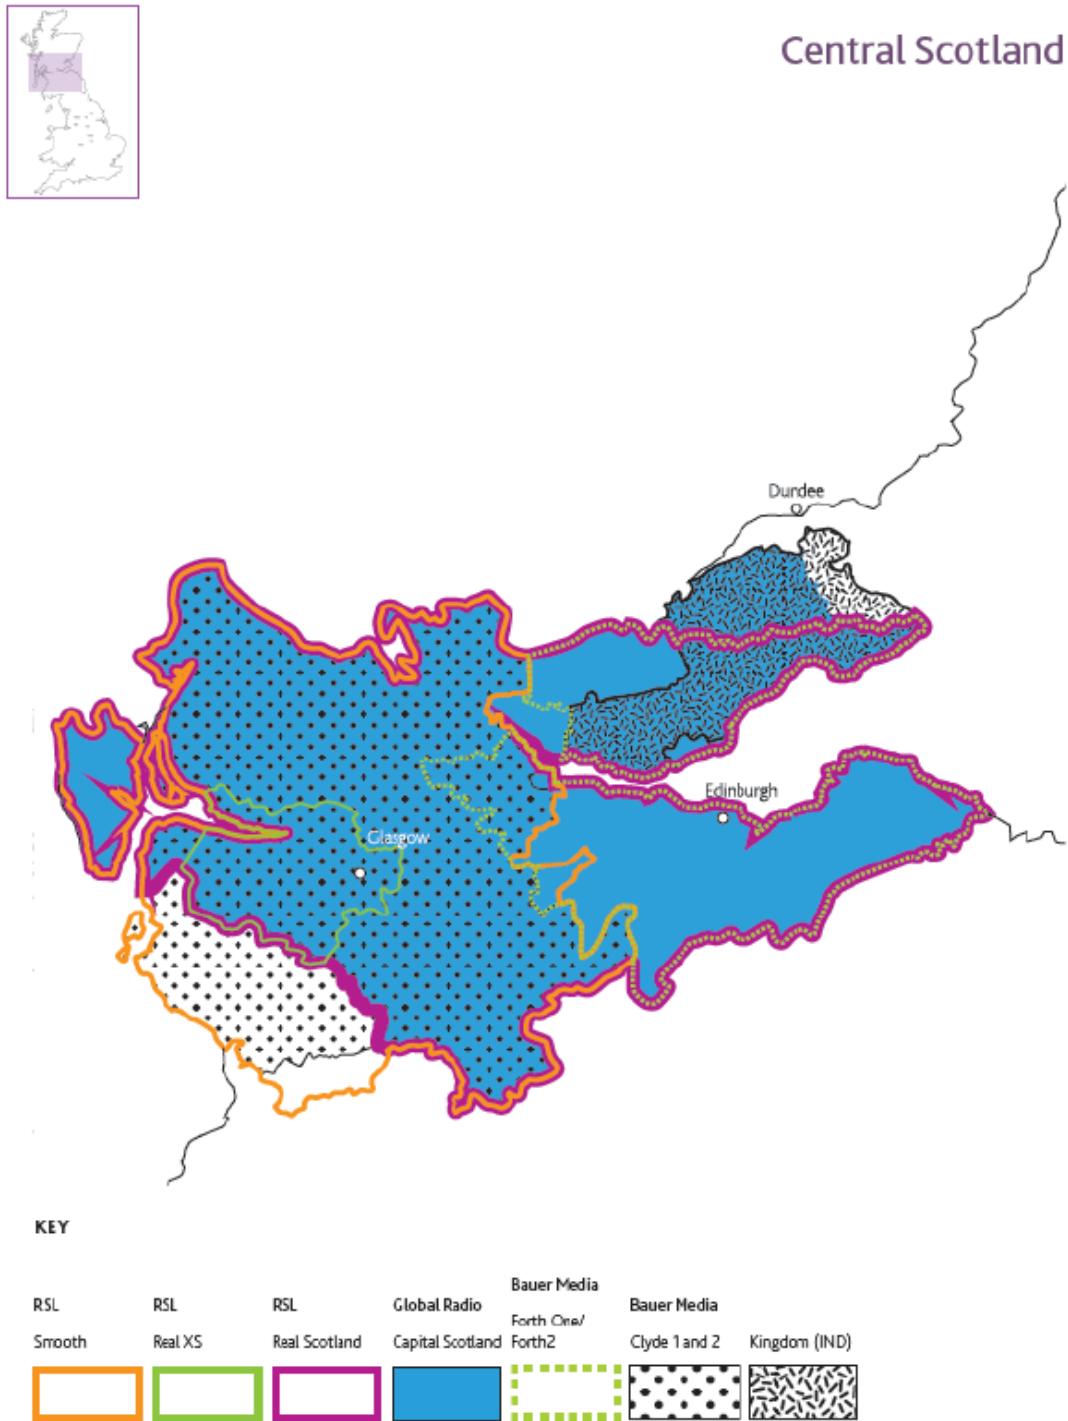 Central Scotland
Dundee
Edinburgh
Glasgow
KEY
RSL
Smooth
RSL
Real XS
RSL
Real Scotland
Global Radio
Capital Scotland
Bauer Media
Forth One/
Forth2
Bauer Media
Clyde 1 and 2
Kingdom (IND)